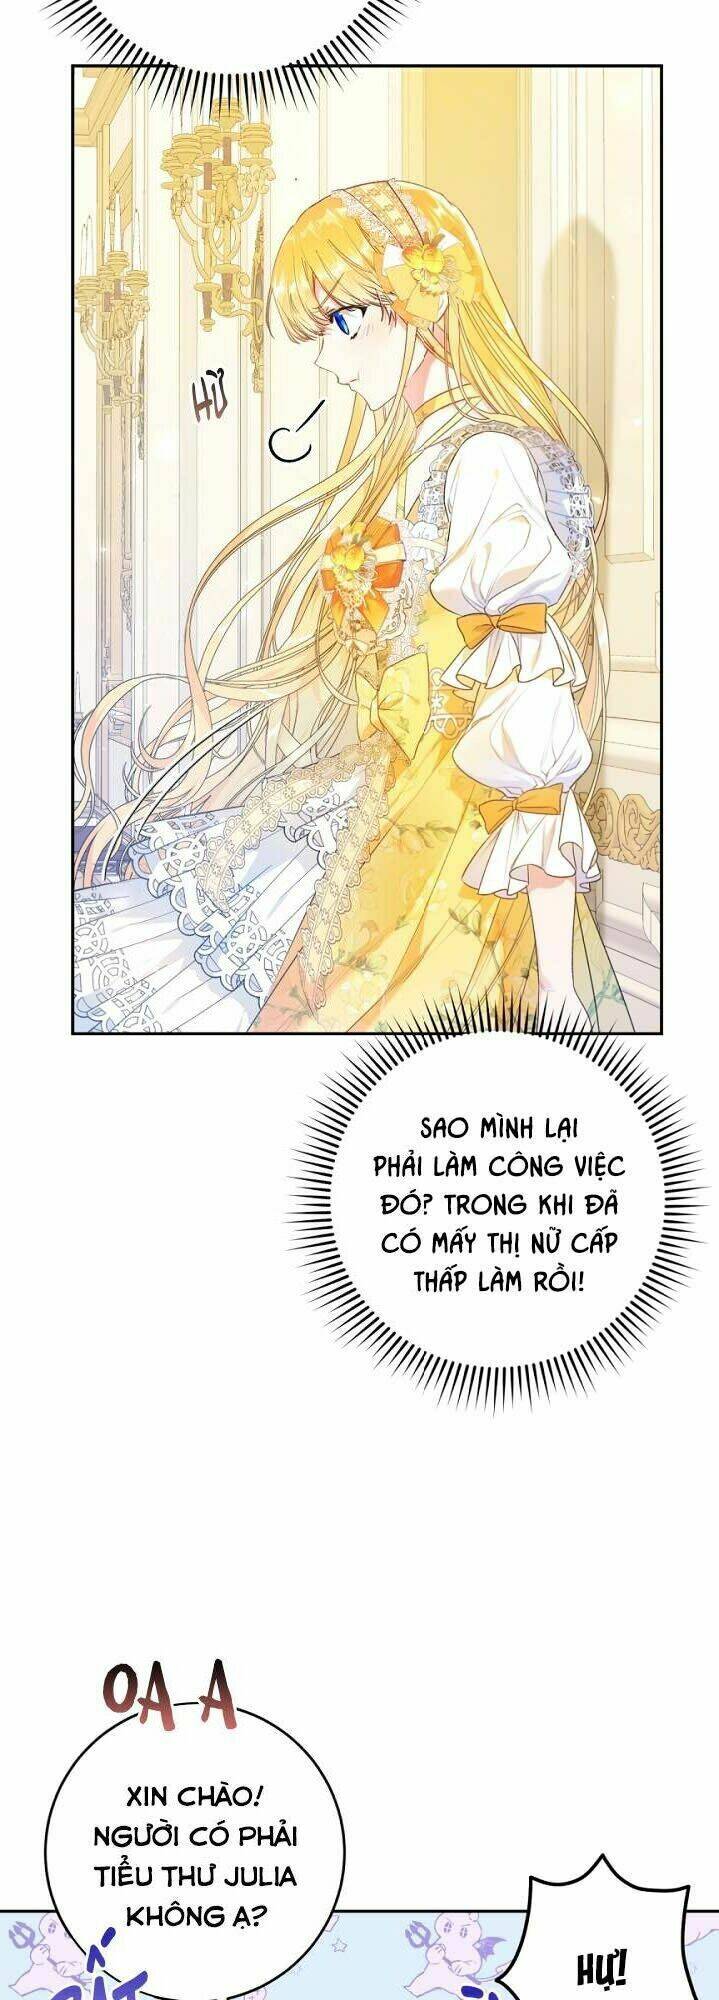 HỪ
SAO MÌNH LẠI
PHẢI LÀM CÔNG VIỆC
ĐÓ? TRONG KHI ĐÃ
CÓ MẤY THỊ NỮ CẤP
THẤP LÀM RỒI!
OA A
XIN CHÀO!
NGƯỜI CÓ PHẢI
TIỂU THƯ JULIA
KHÔNG Ạ?
HỰ!